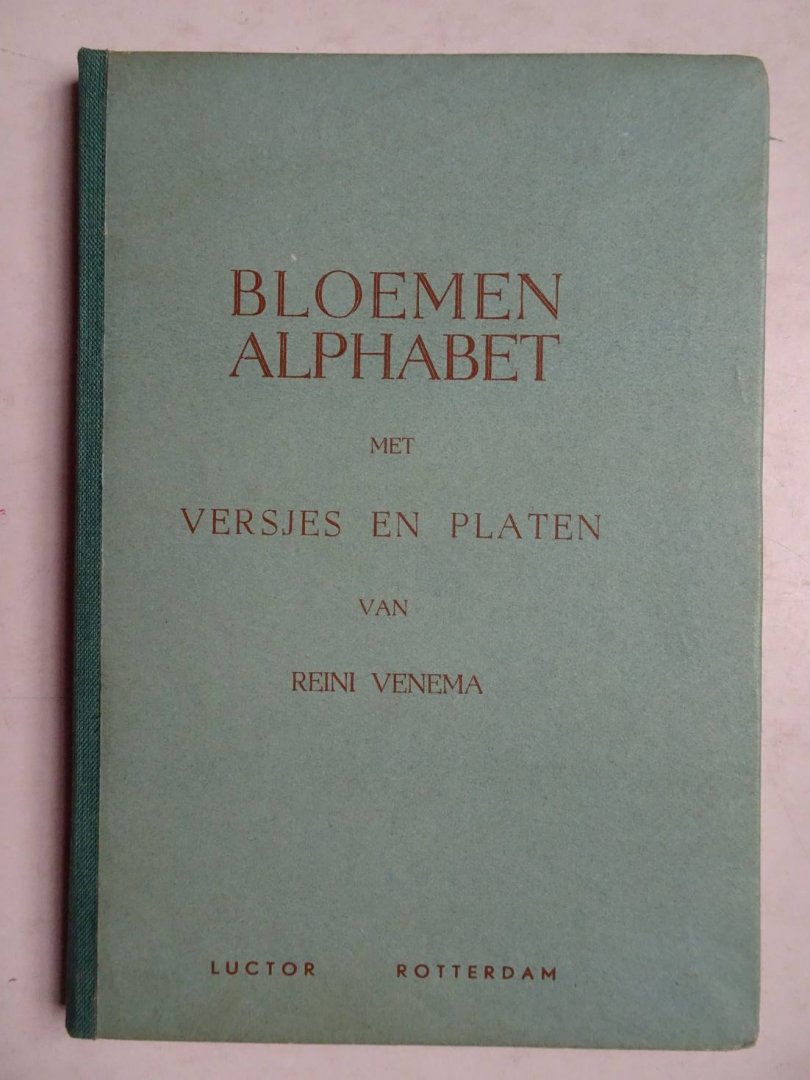 BLOEMEN
ALPHABET
MET
VERSJES EN PLATEN
VAN
REINI VENEMA
LUCTOR ROTTERDAM